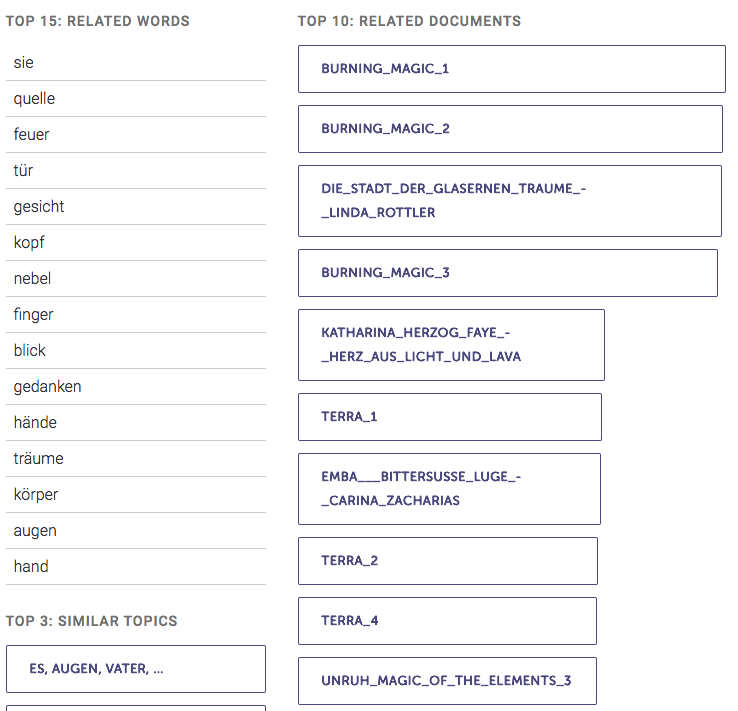 TOP 15: RELATED WORDS
sie
quelle
feuer
tür
gesicht
kopf
nebel
finger
blick
gedanken
hände
träume
körper
augen
hand
TOP 3: SIMILAR TOPICS
ES, AUGEN, VATER, ...
TOP 10: RELATED DOCUMENTS
BURNING_MAGIC_1
BURNING_MAGIC_2
DIE_STADT_DER_GLASERNEN_TRAUME_-
_LINDA_ROTTLER
BURNING_MAGIC_3
KATHARINA_HERZOG_FAYE_-
_HERZ_AUS_LICHT_UND_LAVA
TERRA_1
EMBA___BITTERSUSSE_LUGE_-
_CARINA_ZACHARIAS
TERRA_2
TERRA_4
UNRUH_MAGIC_OF_THE_ELEMENTS_3